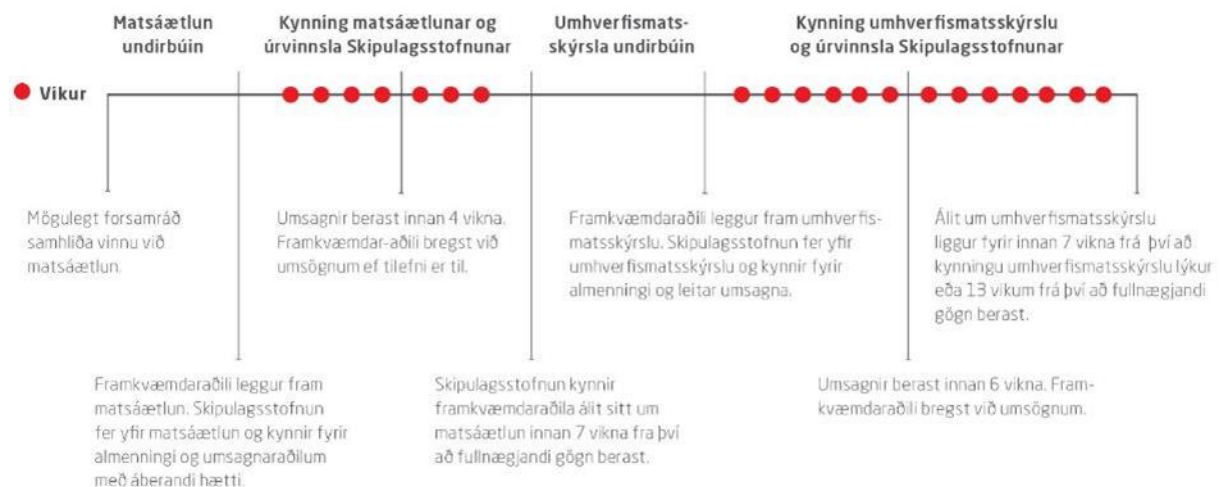 Matsáætlun
undirbúin
Kynning matsáætlunar og
úrvinnsla Skipulagsstofnunar
Umhverfismats-
skýrsla undirbúin
Kynning umhverfismatsskýrslu
og úrvinnsla Skipulagsstofnunar
Vikur
Mögulegt forsamráð
samhliða vinnu við
matsáætlun.
Umsagnir berast innan 4 vikna.
Framkvæmdar-aðili bregst við
umsögnum ef tilefni er til.
Framkvæmdaraðili leggur fram umhverfis-
matsskýrslu. Skipulagsstofnun fer yfir
umhverfismatsskýrslu og kynnir fyrir
almenningi og leitar umsagna.
Álit um umhverfismatsskýrslu
liggur fyrir innan 7 vikna frá því að
kynningu umhverfismatsskýrslu lýkur
eða 13 vikum frá því að fullnægjandi
gögn berast.
Framkvæmdaraðili leggur fram
matsáætlun. Skipulagsstofnun
fer yfir matsáætlun og kynnir fyrir
almenningi og umsagnaraðilum
með áberandi hætti.
Skipulagsstofnun kynnir
framkvæmdaraðila álit sitt um
matsáætlun innan 7 vikna fra því
að fullnægjandi gögn berast.
Umsagnir berast innan 6 vikna. Fram-
kvæmdaraðili bregst við umsögnum.